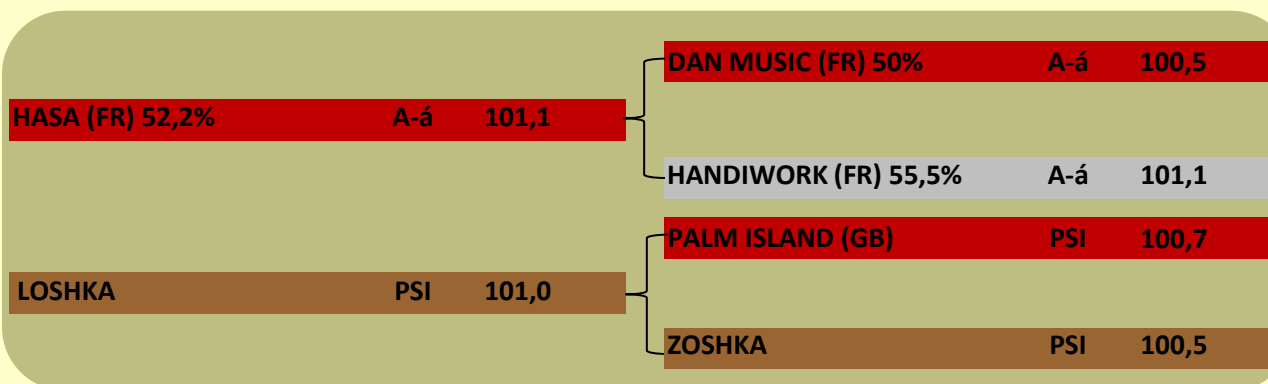 DAN MUSIC (FR) 50% A-á 100,5
HASA (FR) 52,2% A-á 101,1
HANDIWORK (FR) 55,5% A-á 101,1
PALM ISLAND (GB) PSI 100,7
LOSHKA PSI 101,0
ZOSHKA PSI 100,5